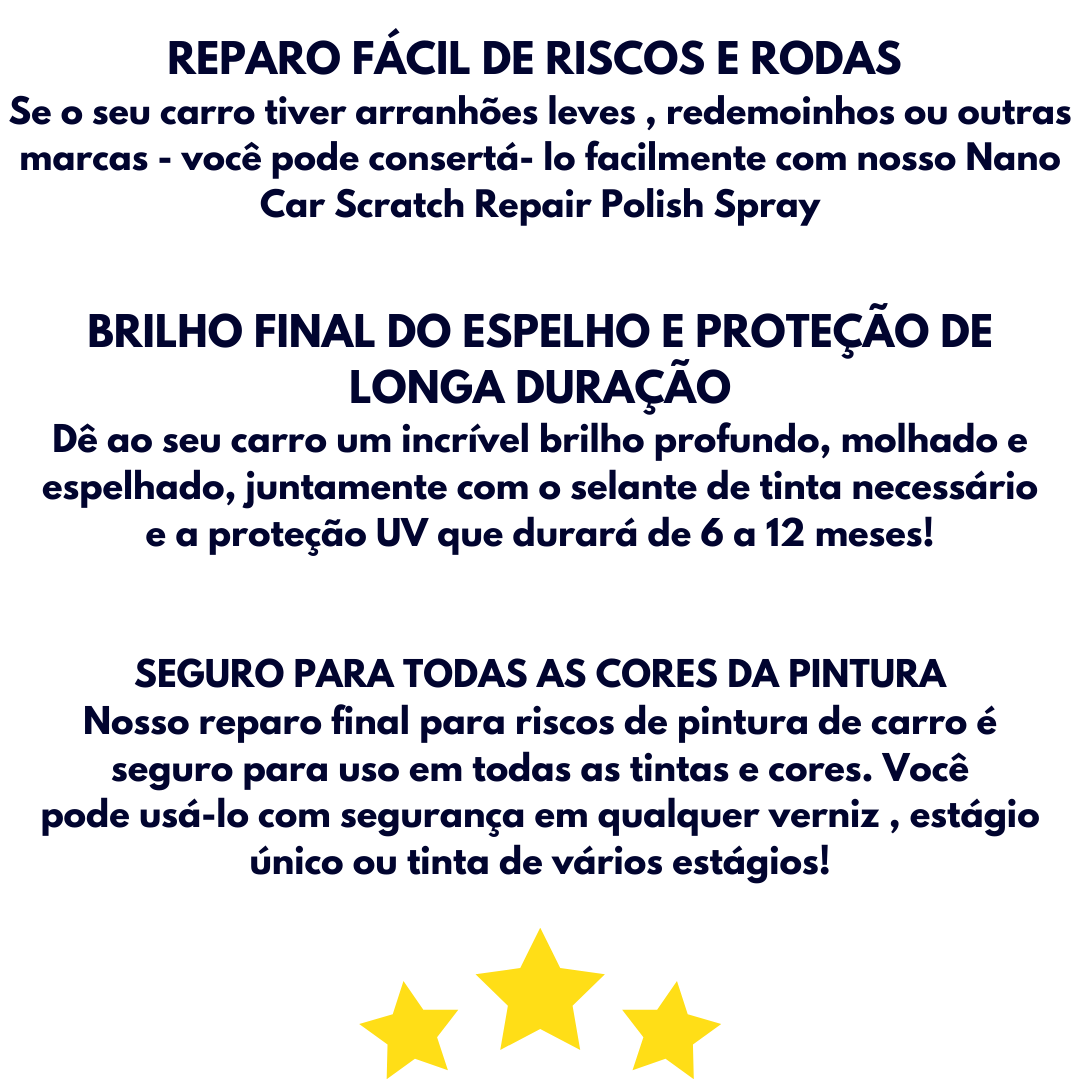 REPARO FÁCIL DE RISCOS E RODAS
Se o seu carro tiver arranhões leves , redemoinhos ou outras
marcas - você pode consertá- lo facilmente com nosso Nano
Car Scratch Repair Polish Spray
BRILHO FINAL DO ESPELHO E PROTEÇÃO DE
LONGA DURAÇÃO
Dê ao seu carro um incrível brilho profundo, molhado e
espelhado, juntamente com o selante de tinta necessário
e a proteção UV que durará de 6 a 12 meses!
SEGURO PARA TODAS AS CORES DA PINTURA
Nosso reparo final para riscos de pintura de carro é
seguro para uso em todas as tintas e cores. Você
pode usá-lo com segurança em qualquer verniz , estágio
único ou tinta de vários estágios!